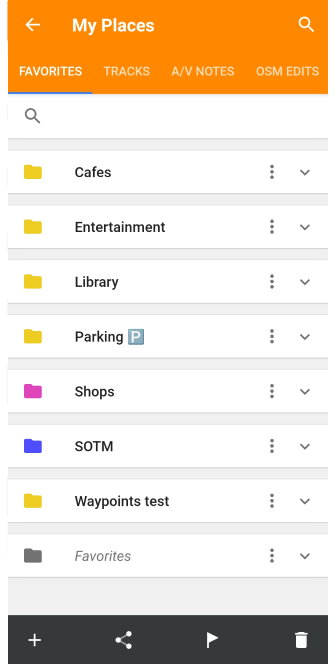 My Places
FAVORITES TRACKS A/V NOTES OSM EDITS
Cafes
Entertainment
Library
Parking 🅿️
Shops
SOTM
Waypoints test
Favorites